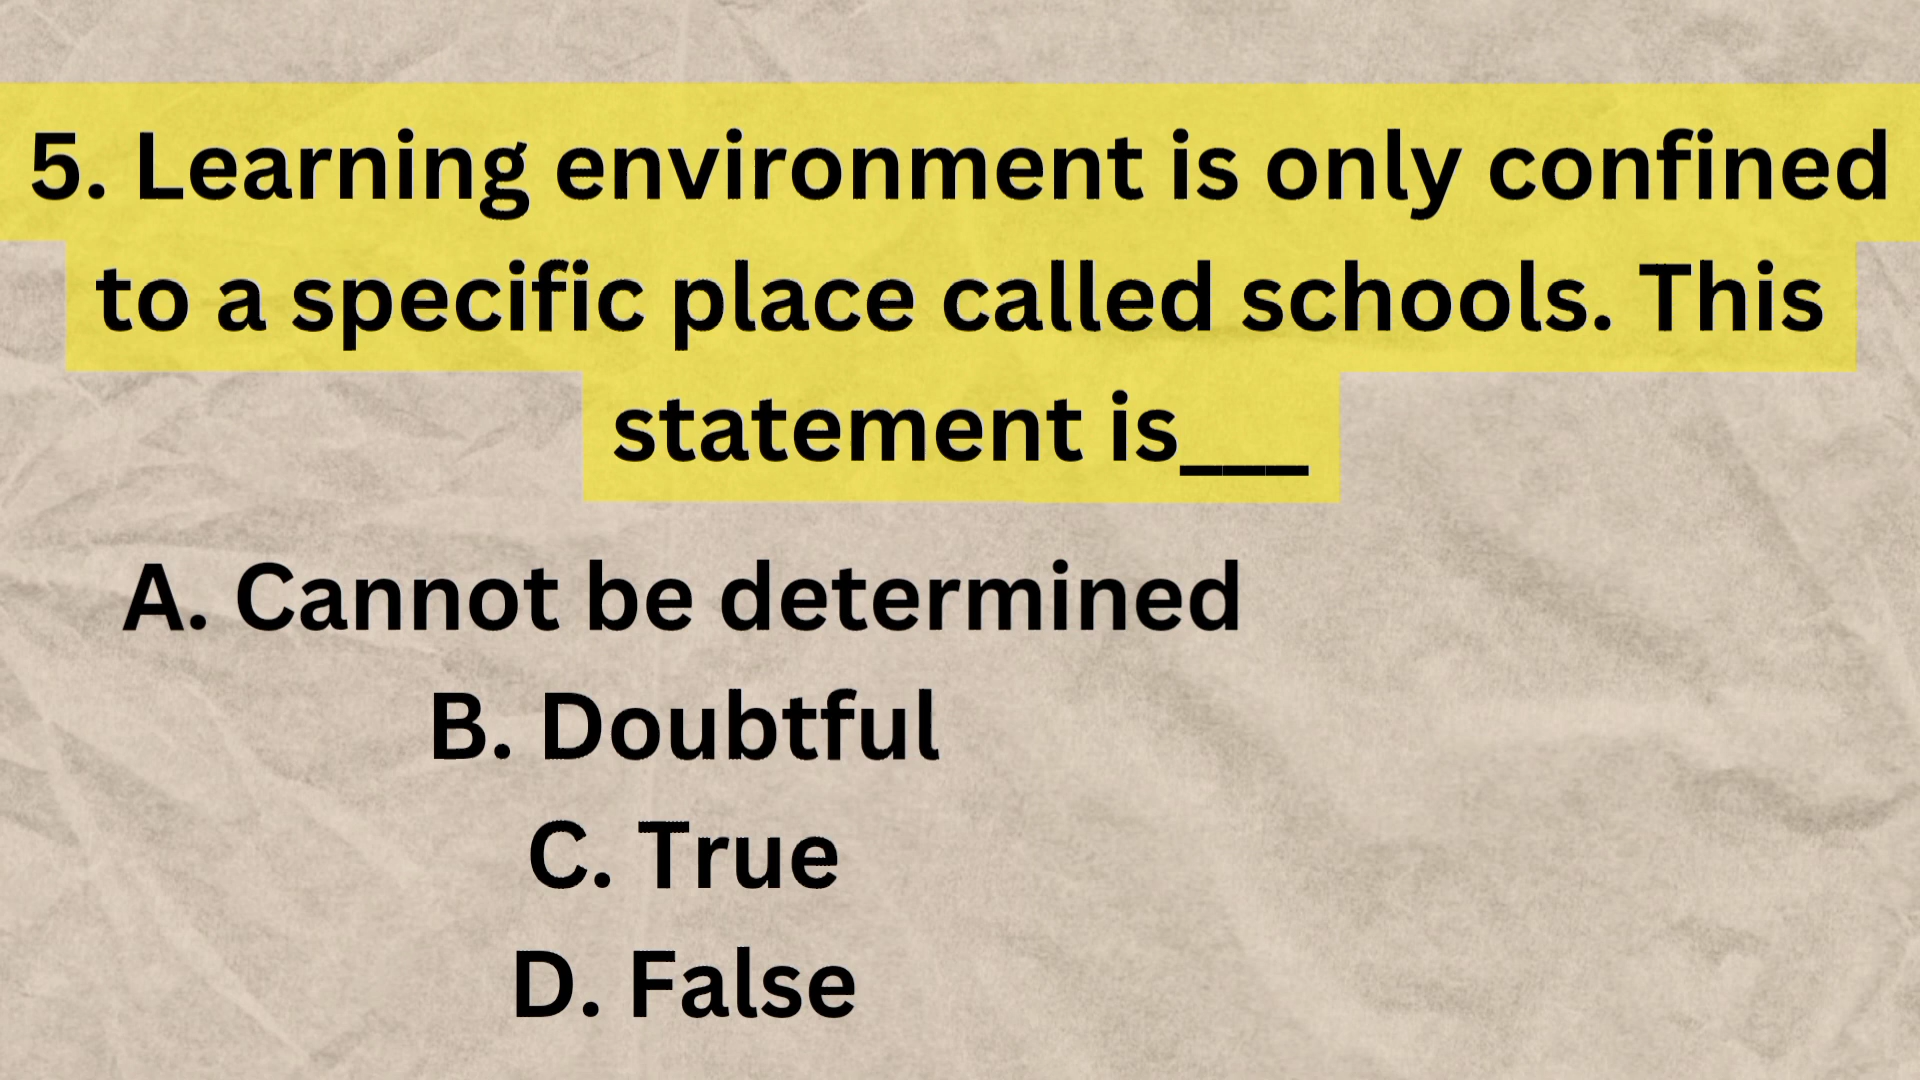 5. Learning environment is only confined
to a specific place called schools. This
statement is___
A. Cannot be determined
B. Doubtful
C. True
D. False